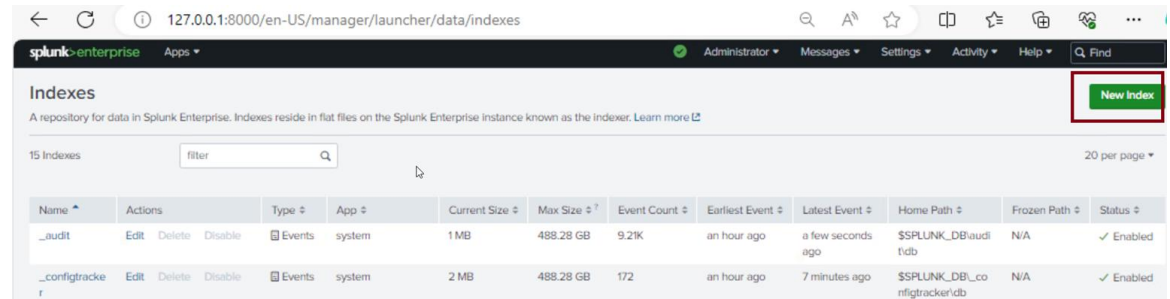 127.0.0.1:8000/en-US/manager/launcher/data/indexes
splunk>enterprise Apps Administrator Messages Settings Activity Help Find
Indexes
New Index
A repository for data in Splunk Enterprise. Indexes reside in flat files on the Splunk Enterprise instance known as the indexer. Learn more
15 Indexes filter 20 per page
Name Actions Type App Current Size Max Size ? Event Count Earliest Event Latest Event Home Path Frozen Path Status
_audit Edit Delete Disable Events system 1 MB 488.28 GB 9.21K an hour ago a few seconds $SPLUNK_DB\audi N/A Enabled
ago t\db
_configtracke Edit Delete Disable Events system 2 MB 488.28 GB 172 an hour ago 7 minutes ago $SPLUNK_DB\_co N/A Enabled
r nfigtracker\db